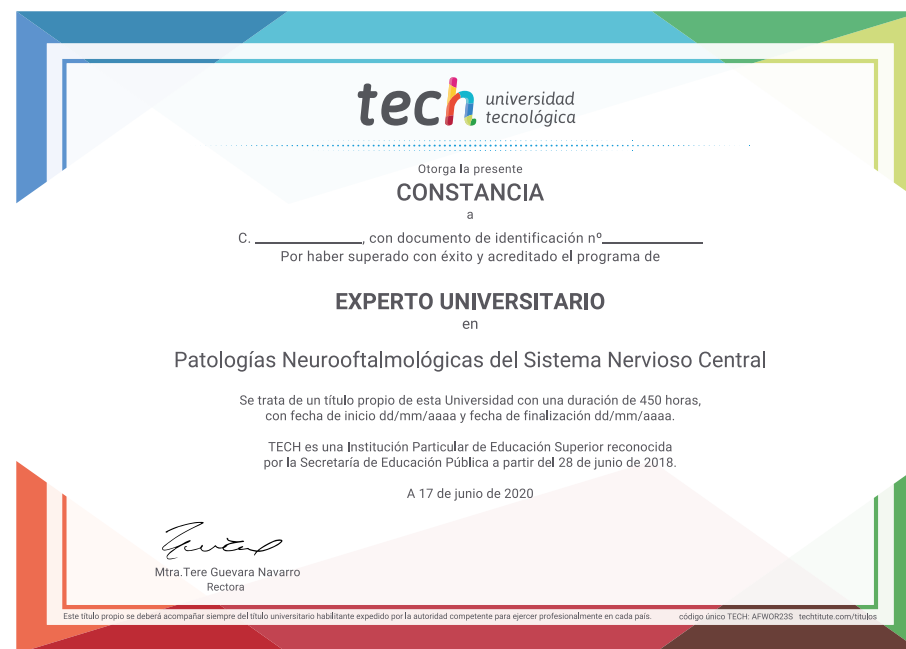 tech universidad
tecnológica
Otorga la presente
CONSTANCIA
a
C. ____________, con documento de identificación nº____________
Por haber superado con éxito y acreditado el programa de
EXPERTO UNIVERSITARIO
en
Patologías Neurooftalmológicas del Sistema Nervioso Central
Se trata de un título propio de esta Universidad con una duración de 450 horas,
con fecha de inicio dd/mm/aaaa y fecha de finalización dd/mm/aaaa.
TECH es una Institución Particular de Educación Superior reconocida
por la Secretaría de Educación Pública a partir del 28 de junio de 2018.
A 17 de junio de 2020
Mtra.Tere Guevara Navarro
Rectora
Este título propio se deberá acompañar siempre del título universitario habilitante expedido por la autoridad competente para ejercer profesionalmente en cada país. código único TECH: AFWOR23S techtitute.com/titulos